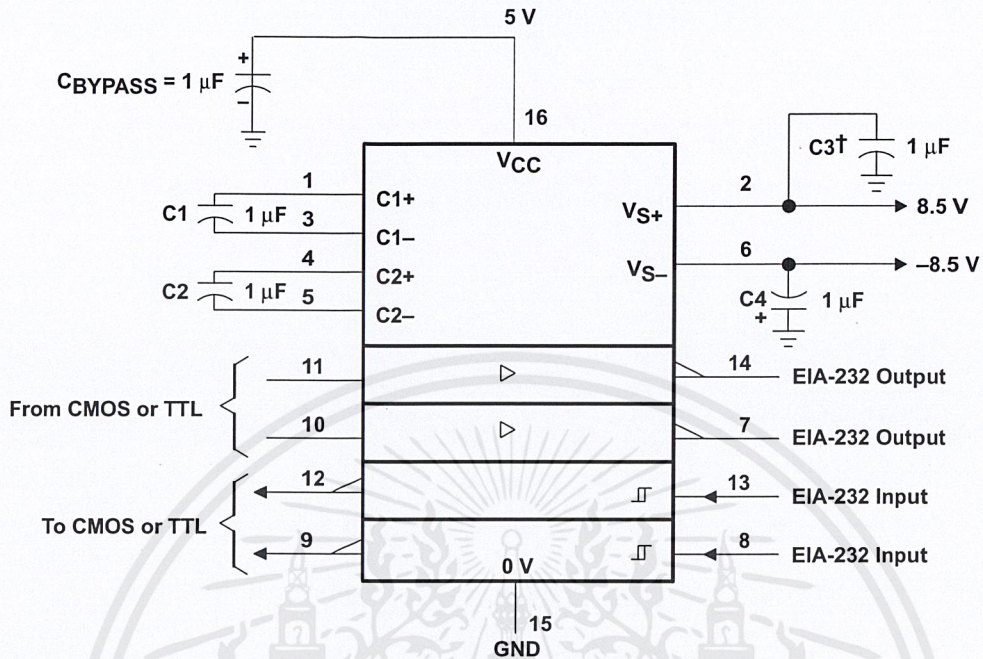 5 V
CBYPASS = 1 μF
+
–
16
VCC
C3†
1 μF
1
C1+
2
VS+
8.5 V
C1
1 μF
3
C1–
6
VS–
–8.5 V
4
C2+
C2
1 μF
5
C2–
C4
+
1 μF
11
14
EIA-232 Output
From CMOS or TTL
10
7
EIA-232 Output
12
13
EIA-232 Input
To CMOS or TTL
9
8
EIA-232 Input
0 V
15
GND